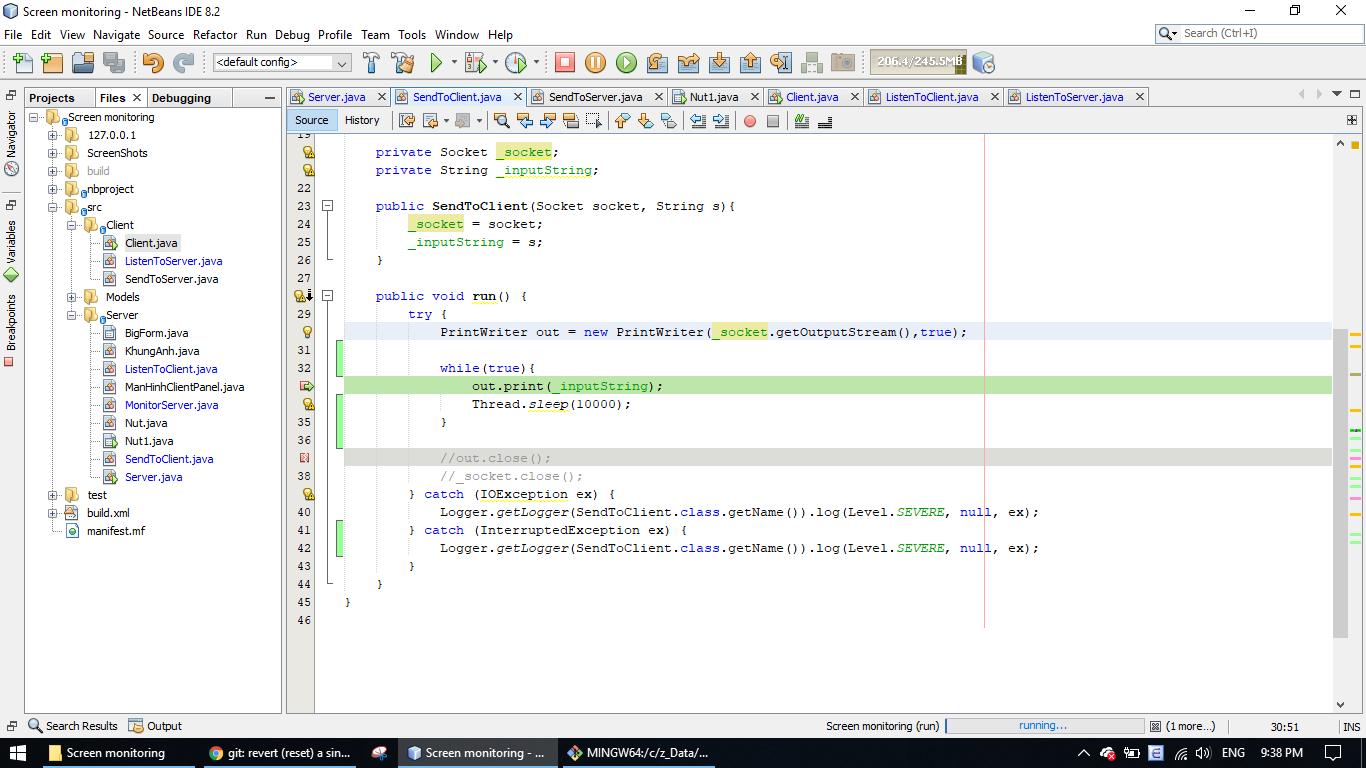 Screen monitoring - NetBeans IDE 8.2
File Edit View Navigate Source Refactor Run Debug Profile Team Tools Window Help
Search (Ctrl+I)
<default config>
206.4/245.5MB
Projects Files Debugging
Server.java SendToClient.java SendToServer.java Nut1.java Client.java ListenToClient.java ListenToServer.java
Source History
Navigator
Variables
Breakpoints
Screen monitoring
127.0.0.1
ScreenShots
build
nbproject
src
Client
Client.java
ListenToServer.java
SendToServer.java
Models
Server
BigForm.java
KhungAnh.java
ListenToClient.java
ManHinhClientPanel.java
MonitorServer.java
Nut.java
Nut1.java
SendToClient.java
Server.java
test
build.xml
manifest.mf
19
private Socket _socket;
private String _inputString;
22
23 public SendToClient(Socket socket, String s){
24 _socket = socket;
25 _inputString = s;
26 }
27
public void run() {
29 try {
PrintWriter out = new PrintWriter(_socket.getOutputStream(),true);
31
32 while(true){
out.print(_inputString);
Thread.sleep(10000);
35 }
36
//out.close();
38 //_socket.close();
} catch (IOException ex) {
40 Logger.getLogger(SendToClient.class.getName()).log(Level.SEVERE, null, ex);
41 } catch (InterruptedException ex) {
42 Logger.getLogger(SendToClient.class.getName()).log(Level.SEVERE, null, ex);
43 }
44 }
45 }
46
Search Results Output
Screen monitoring (run) running... (1 more...) 30:51 INS
Screen monitoring git: revert (reset) a sin... Screen monitoring - ... MINGW64:/c/z_Data/... ENG 9:38 PM